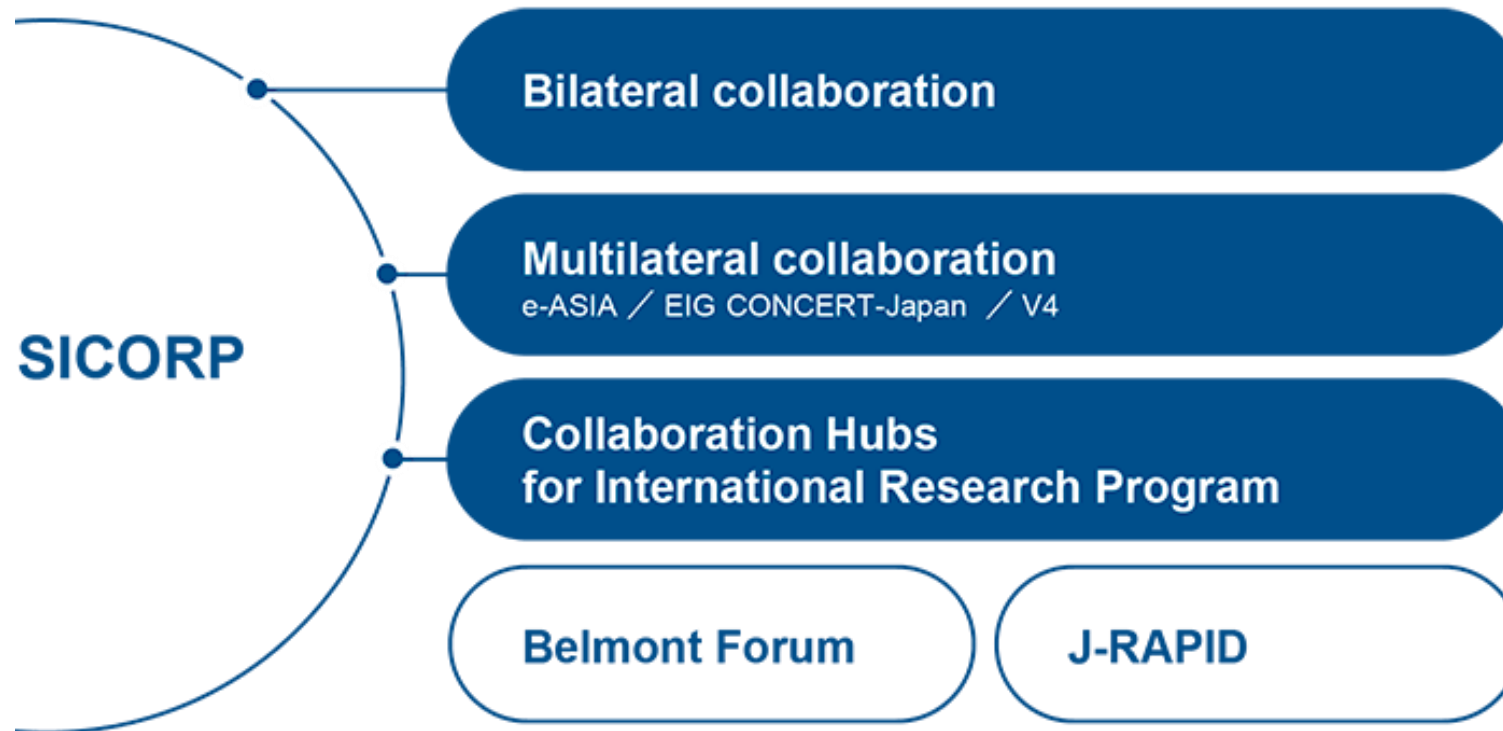 Bilateral collaboration
Multilateral collaboration
e-ASIA ／ EIG CONCERT-Japan ／ V4
SICORP
Collaboration Hubs
for International Research Program
Belmont Forum
J-RAPID